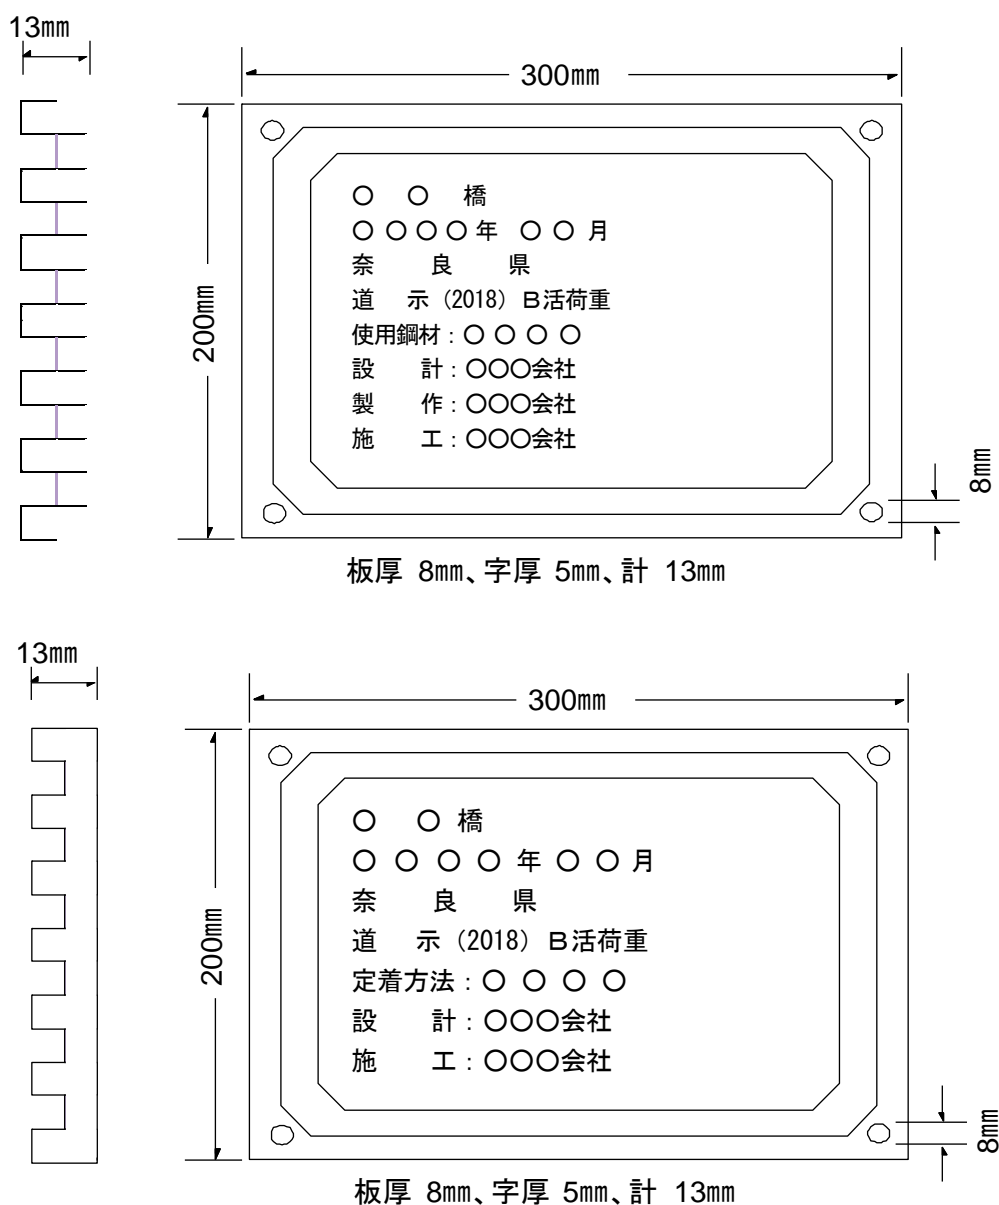 13㎜
300㎜
200㎜
○ ○ 橋
○○○○年 ○○月
奈 良 県
道 示(2018) B活荷重
使用鋼材:○○○○
設 計:○○○会社
製 作:○○○会社
施 工:○○○会社
8㎜
板厚 8㎜、字厚 5㎜、計 13㎜
13㎜
300㎜
200㎜
○ ○ 橋
○○○○年○○月
奈 良 県
道 示(2018) B活荷重
定着方法:○○○○
設 計:○○○会社
施 工:○○○会社
8㎜
板厚 8㎜、字厚 5㎜、計 13㎜